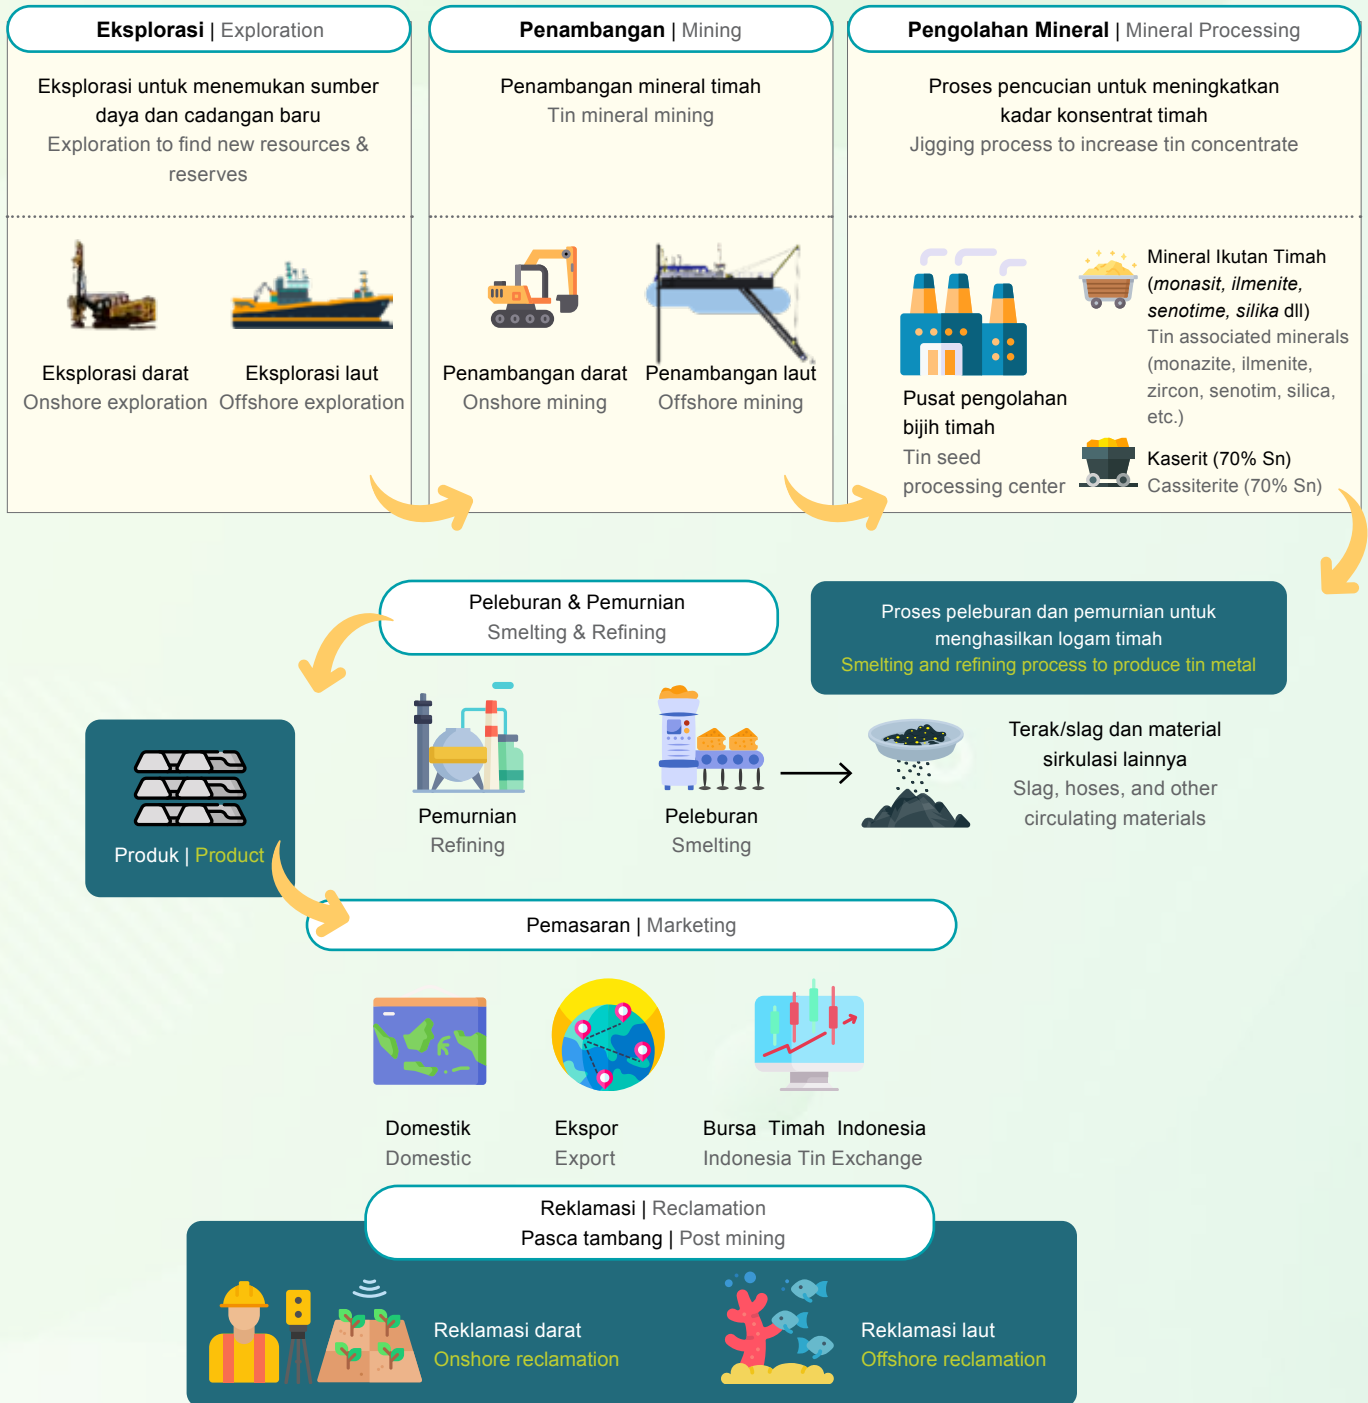 Eksplorasi | Exploration
Eksplorasi untuk menemukan sumber
daya dan cadangan baru
Exploration to find new resources &
reserves
Eksplorasi darat
Onshore exploration
Eksplorasi laut
Offshore exploration
Penambangan | Mining
Penambangan mineral timah
Tin mineral mining
Penambangan darat
Onshore mining
Penambangan laut
Offshore mining
Pengolahan Mineral | Mineral Processing
Proses pencucian untuk meningkatkan
kadar konsentrat timah
Jigging process to increase tin concentrate
Pusat pengolahan
bijih timah
Tin seed
processing center
Mineral Ikutan Timah
(monasit, ilmenite,
senotime, silika dll)
Tin associated minerals
(monazite, ilmenite,
zircon, senotim, silica,
etc.)
Kaserit (70% Sn)
Cassiterite (70% Sn)
Proses peleburan dan pemurnian untuk
menghasilkan logam timah
Smelting and refining process to produce tin metal
Peleburan & Pemurnian
Smelting & Refining
Pemurnian
Refining
Peleburan
Smelting
Terak/slag dan material
sirkulasi lainnya
Slag, hoses, and other
circulating materials
Produk | Product
Pemasaran | Marketing
Domestik
Domestic
Ekspor
Export
Bursa Timah Indonesia
Indonesia Tin Exchange
Reklamasi | Reclamation
Pasca tambang | Post mining
Reklamasi darat
Onshore reclamation
Reklamasi laut
Offshore reclamation